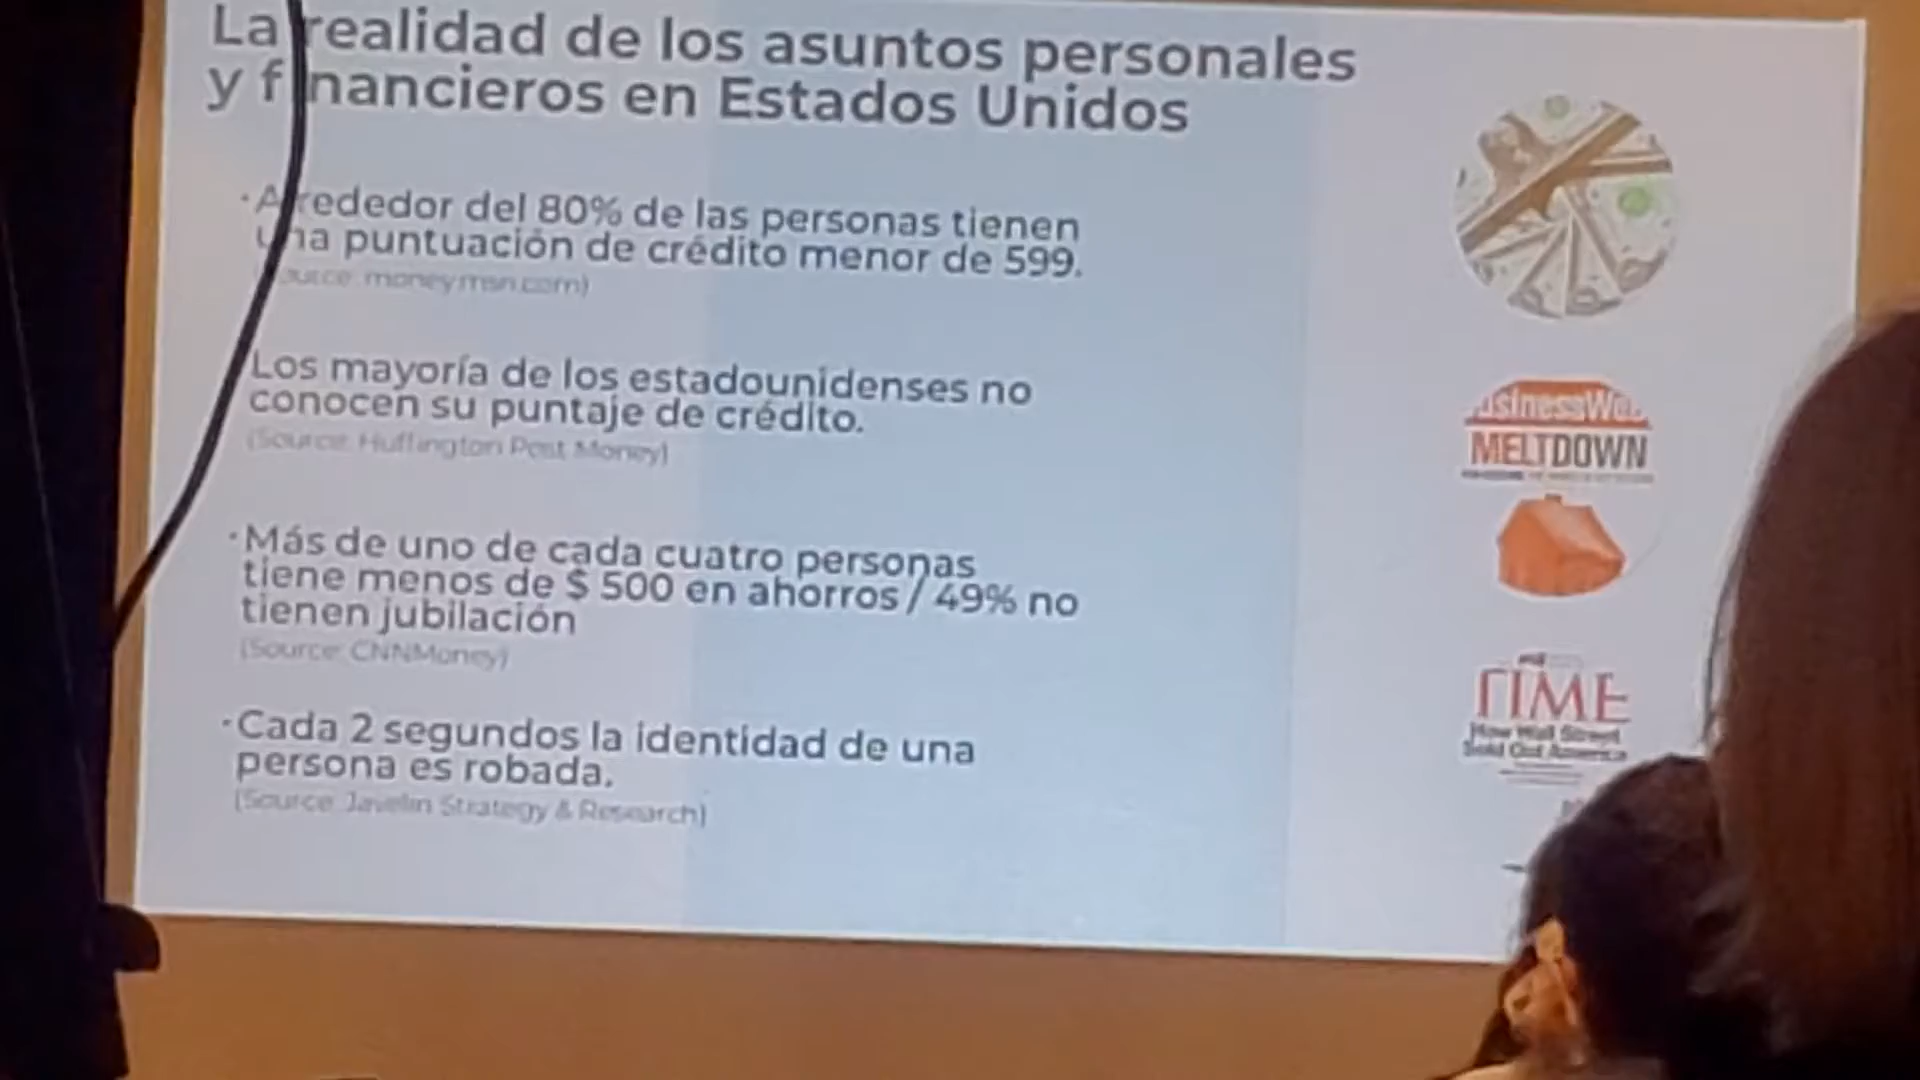 La realidad de los asuntos personales
y financieros en Estados Unidos
· Alrededor del 80% de las personas tienen
una puntuación de crédito menor de 599.
(Source: money.msn.com)
Los mayoría de los estadounidenses no
conocen su puntaje de crédito.
(Source: Huffington Post Money)
· Más de uno de cada cuatro personas
tiene menos de $ 500 en ahorros / 49% no
tienen jubilación
(Source: CNNMoney)
· Cada 2 segundos la identidad de una
persona es robada.
(Source: Javelin Strategy & Research)
MELTDOWN
TIME
How Wall Street
Sold Out America